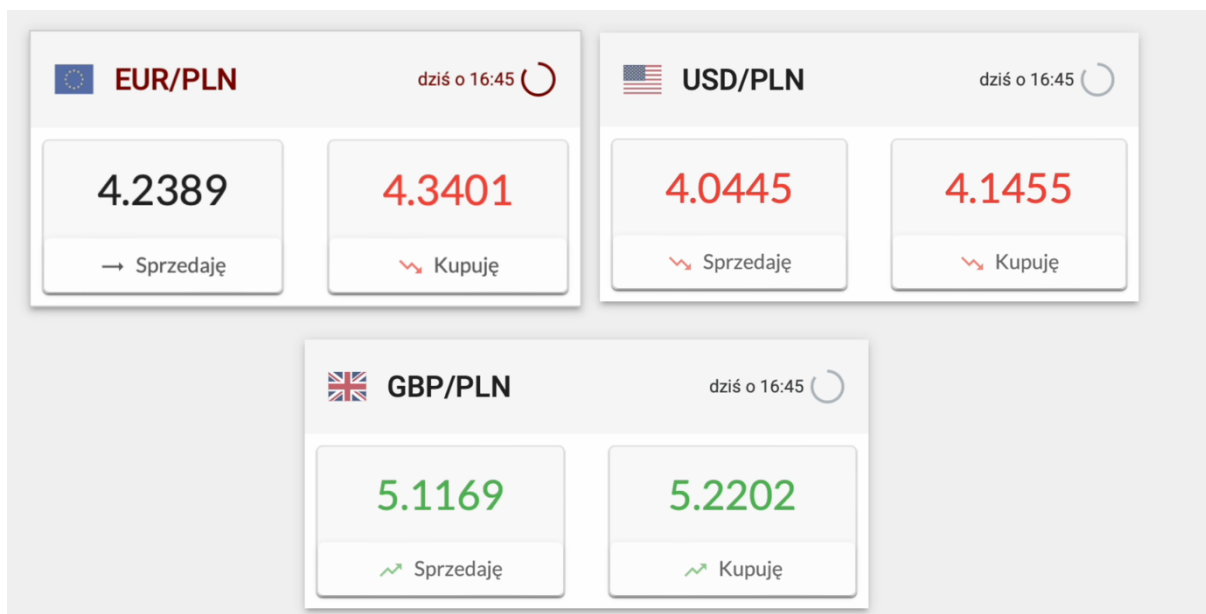 EUR/PLN dziś o 16:45
4.2389 4.3401
Sprzedaję Kupuję
USD/PLN dziś o 16:45
4.0445 4.1455
Sprzedaję Kupuję
GBP/PLN dziś o 16:45
5.1169 5.2202
Sprzedaję Kupuję